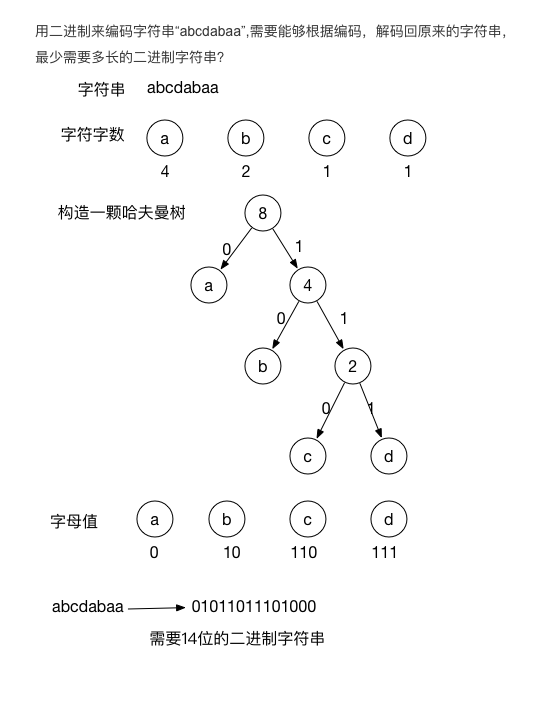 用二进制来编码字符串“abcdabaa”,需要能够根据编码，解码回原来的字符串，
最少需要多长的二进制字符串?
字符串 abcdabaa
字符字数 a b c d
4 2 1 1
构造一颗哈夫曼树 8
0 1
a 4
0 1
b 2
0 1
c d
字母值 a b c d
0 10 110 111
abcdabaa 01011011101000
需要14位的二进制字符串